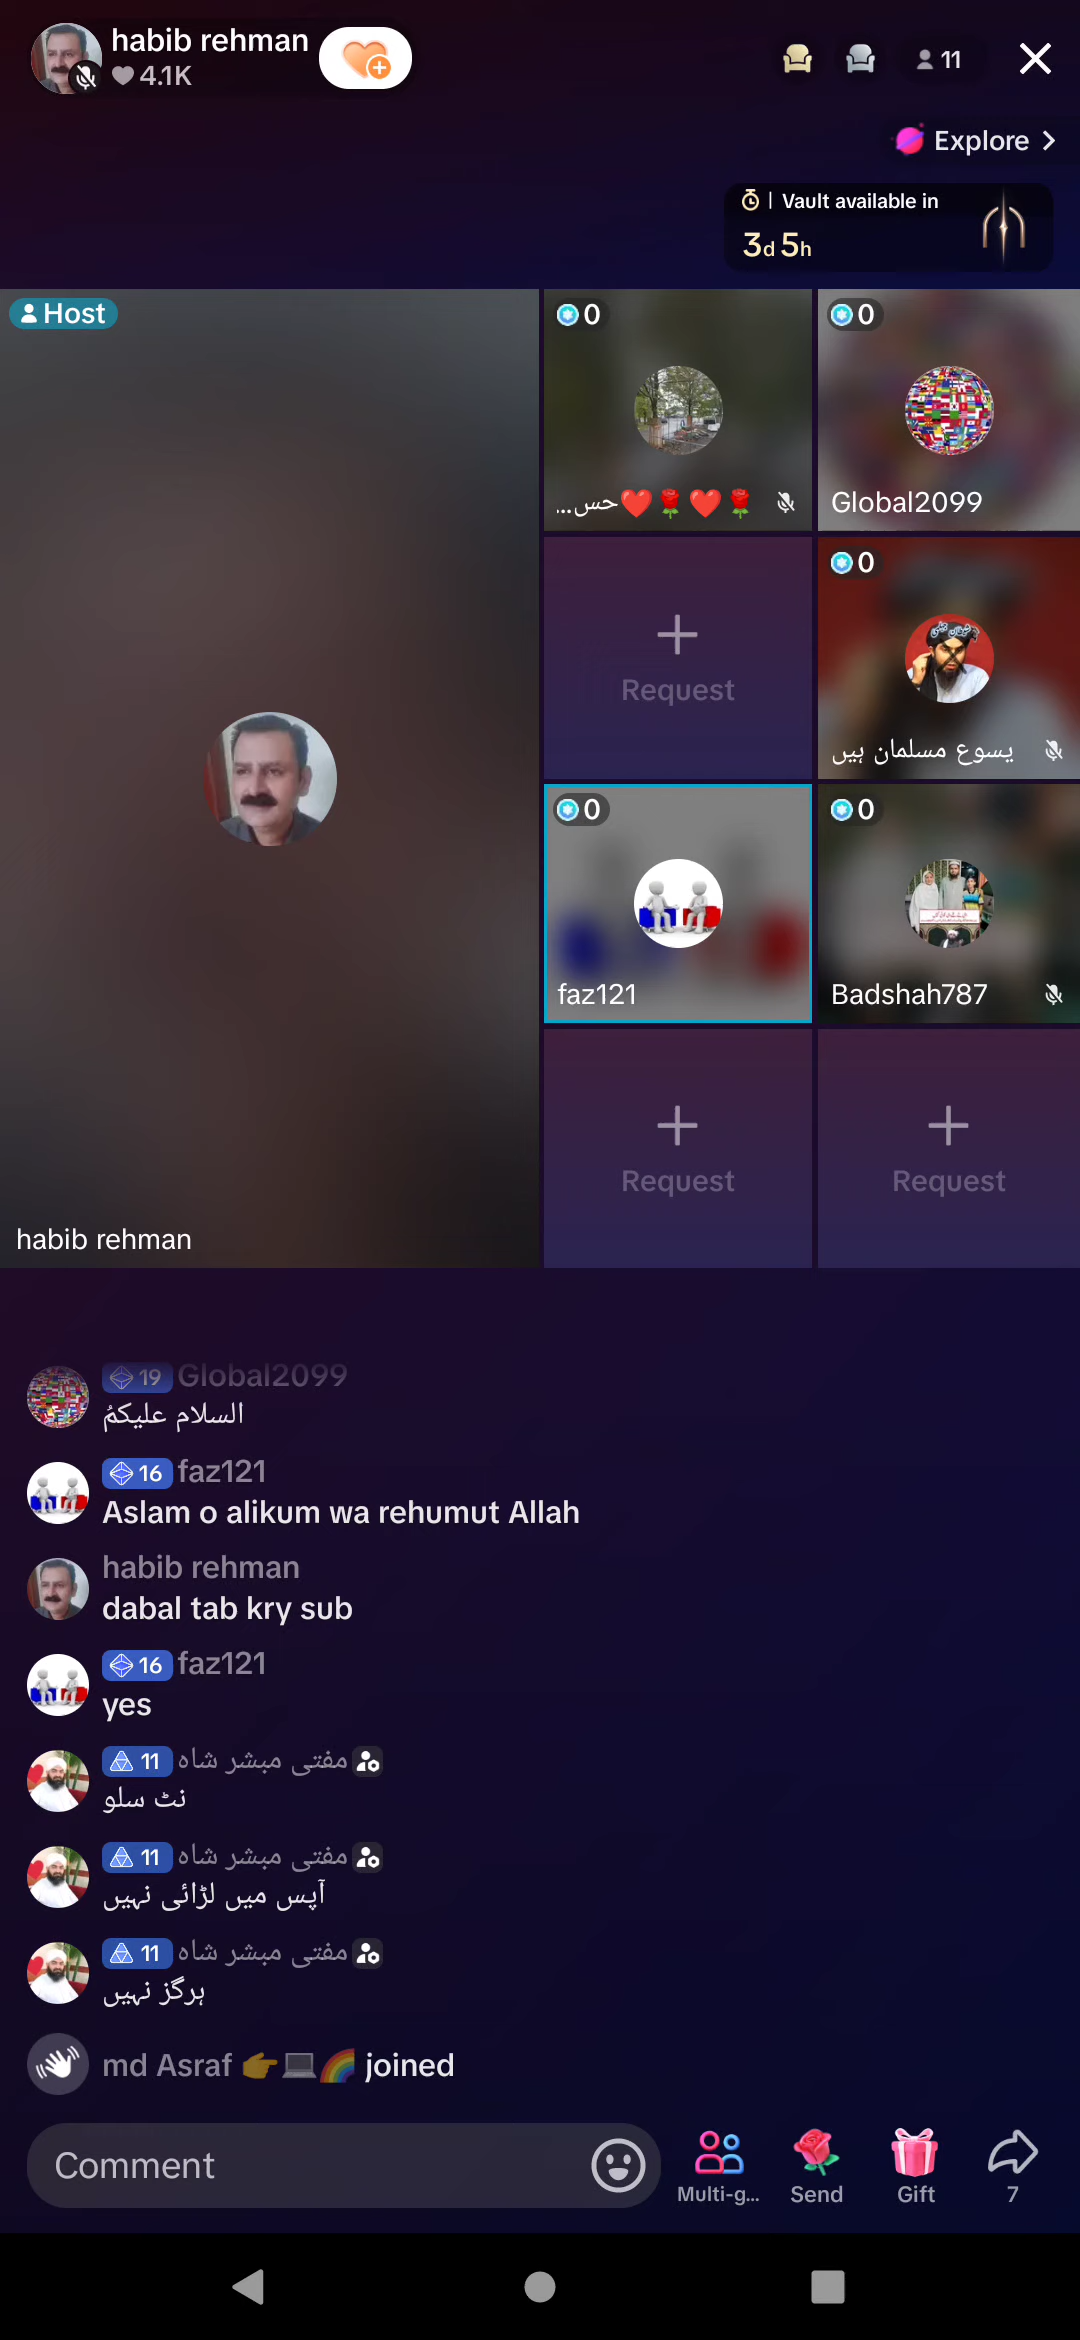 habib rehman
4.1K
11
Explore
Vault available in
3d 5h
Host
0
0
حس...
Global2099
Request
0
یسوع مسلمان ہیں
0
faz121
0
Badshah787
Request
Request
habib rehman
19 Global2099
السلام علیکمُ
16 faz121
Aslam o alikum wa rehumut Allah
habib rehman
dabal tab kry sub
16 faz121
yes
11 مفتی مبشر شاہ
نٹ سلو
11 مفتی مبشر شاہ
آپس میں لڑائی نہیں
11 مفتی مبشر شاہ
ہرگز نہیں
md Asraf 👉💻🌈 joined
Comment
Multi-g...
Send
Gift
7